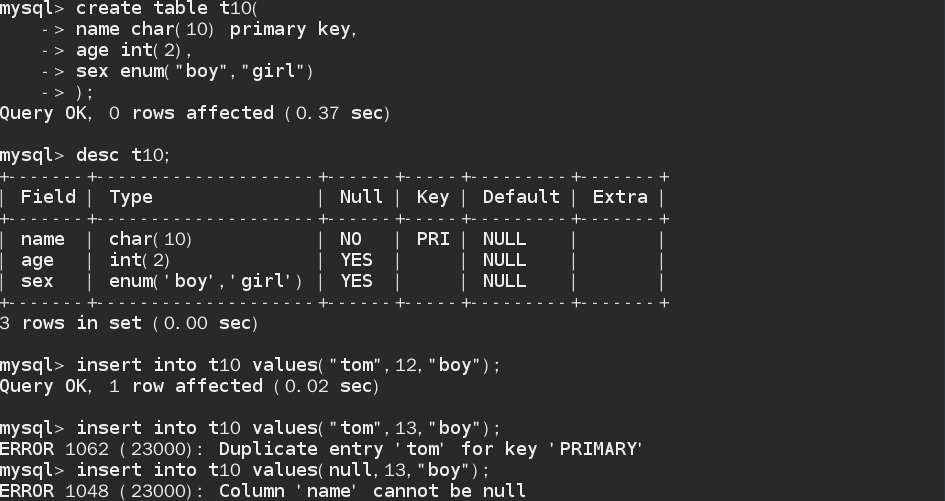 mysql> create table t10(
    -> name char(10) primary key,
    -> age int(2),
    -> sex enum("boy","girl")
    -> );
Query OK, 0 rows affected (0.37 sec)

mysql> desc t10;
+-------+--------------------+------+-----+---------+-------+
| Field | Type               | Null | Key | Default | Extra |
+-------+--------------------+------+-----+---------+-------+
| name  | char(10)           | NO   | PRI | NULL    |       |
| age   | int(2)             | YES  |     | NULL    |       |
| sex   | enum('boy','girl') | YES  |     | NULL    |       |
+-------+--------------------+------+-----+---------+-------+
3 rows in set (0.00 sec)

mysql> insert into t10 values("tom",12,"boy");
Query OK, 1 row affected (0.02 sec)

mysql> insert into t10 values("tom",13,"boy");
ERROR 1062 (23000): Duplicate entry 'tom' for key 'PRIMARY'
mysql> insert into t10 values(null,13,"boy");
ERROR 1048 (23000): Column 'name' cannot be null